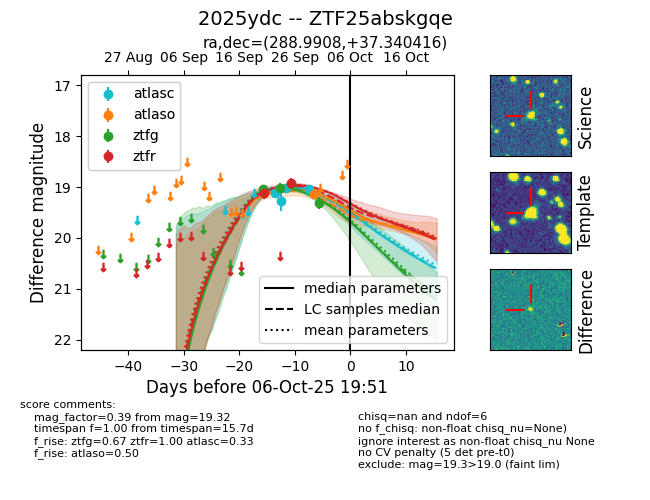 2025ydc -- ZTF25abskgqe
ra,dec=(288.9908,+37.340416)
27 Aug 06 Sep 16 Sep 26 Sep 06 Oct 16 Oct
17
18
19
20
21
22
Difference magnitude
atlasc
atlaso
ztfg
ztfr
median parameters
LC samples median
mean parameters
−40 −30 −20 −10 0 10
Days before 06-Oct-25 19:51
Science
Template
Difference
score comments:
mag_factor=0.39 from mag=19.32
timespan f=1.00 from timespan=15.7d
f_rise: ztfg=0.67 ztfr=1.00 atlasc=0.33
f_rise: atlaso=0.50
chisq=nan and ndof=6
no f_chisq: non-float chisq_nu=None)
ignore interest as non-float chisq_nu None
no CV penalty (5 det pre-t0)
exclude: mag=19.3>19.0 (faint lim)